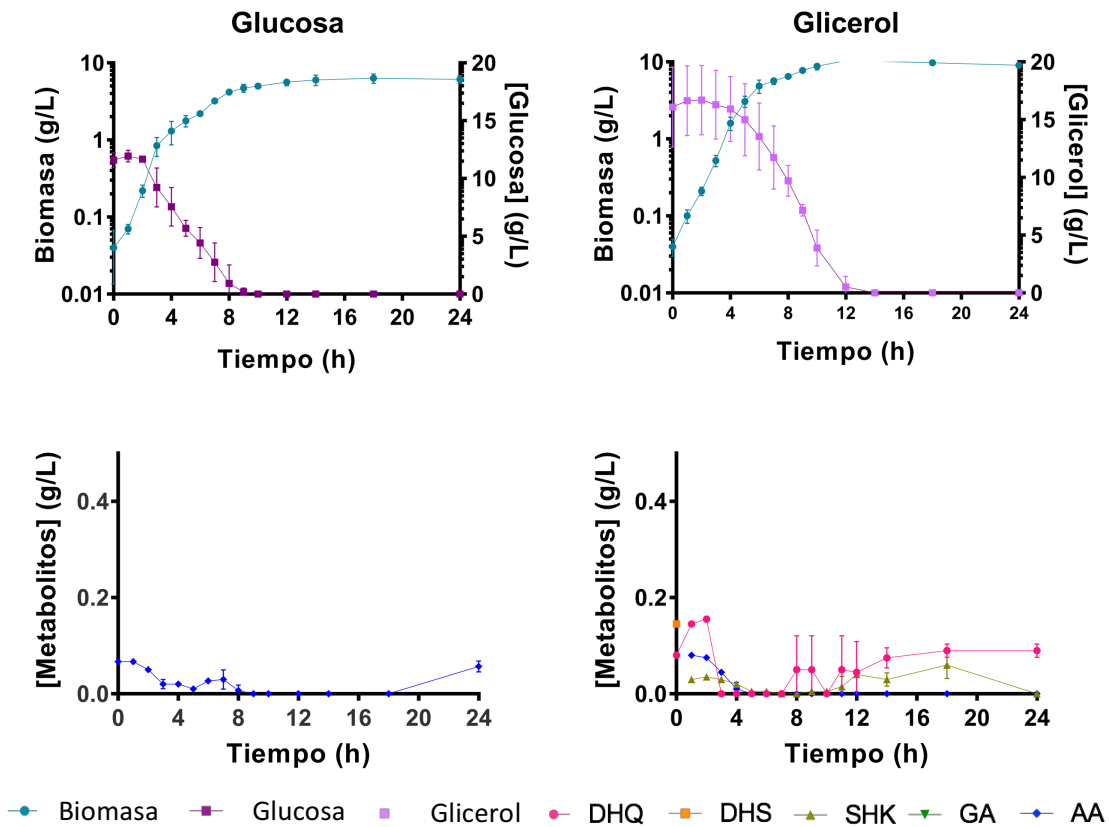 Glucosa
Glicerol
Biomasa (g/L)
10
1
0.1
0.01
20
15
10
5
0
[Glucosa] (g/L)
0 4 8 12 16 20 24
Tiempo (h)
Biomasa (g/L)
10
1
0.1
0.01
20
15
10
5
0
[Glicerol] (g/L)
0 4 8 12 16 20 24
Tiempo (h)
[Metabolitos] (g/L)
0.4
0.2
0.0
0 4 8 12 16 20 24
Tiempo (h)
[Metabolitos] (g/L)
0.4
0.2
0.0
0 4 8 12 16 20 24
Tiempo (h)
Biomasa Glucosa Glicerol DHQ DHS SHK GA AA